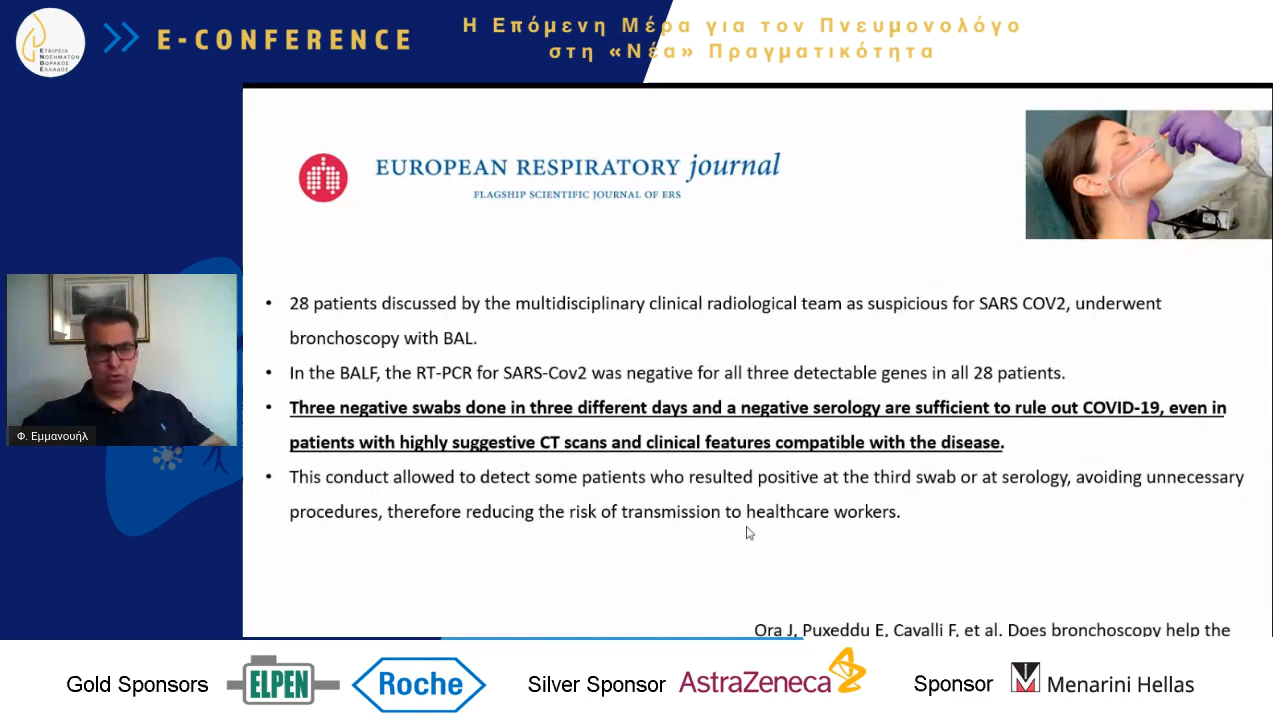 ΕΤΑΙΡΕΙΑ
ΝΟΣΗΜΑΤΩΝ
ΘΩΡΑΚΟΣ
ΕΛΛΑΔΟΣ
E-CONFERENCE
Η Επόμενη Μέρα για τον Πνευμονολόγο
στη «Νέα» Πραγματικότητα
EUROPEAN RESPIRATORY journal
FLAGSHIP SCIENTIFIC JOURNAL OF ERS
• 28 patients discussed by the multidisciplinary clinical radiological team as suspicious for SARS COV2, underwent
bronchoscopy with BAL.
• In the BALF, the RT-PCR for SARS-Cov2 was negative for all three detectable genes in all 28 patients.
• Three negative swabs done in three different days and a negative serology are sufficient to rule out COVID-19, even in
patients with highly suggestive CT scans and clinical features compatible with the disease.
• This conduct allowed to detect some patients who resulted positive at the third swab or at serology, avoiding unnecessary
procedures, therefore reducing the risk of transmission to healthcare workers.
Φ. Εμμανουήλ
Ora J, Puxeddu E, Cavalli F, et al. Does bronchoscopy help the
Gold Sponsors
ELPEN
Roche
Silver Sponsor
AstraZeneca
Sponsor
Menarini Hellas